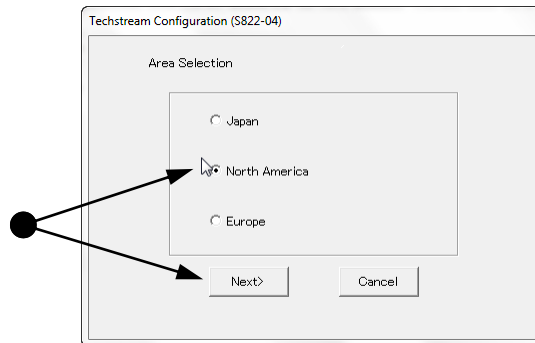 Techstream Configuration (S822-04)
Area Selection
Japan
North America
Europe
Next>
Cancel